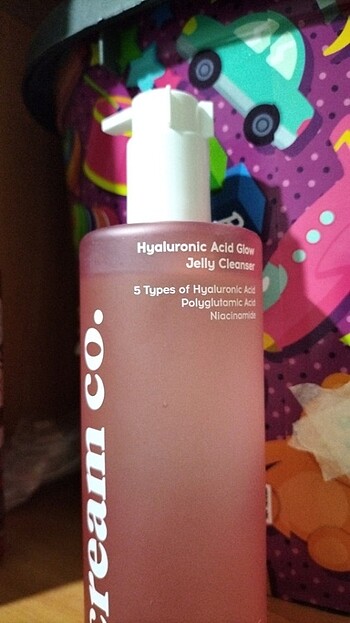 Hyaluronic Acid Glow
Jelly Cleanser
5 Types of Hyaluronic Acid
Polyglutamic Acid
Niacinamide
cream co.